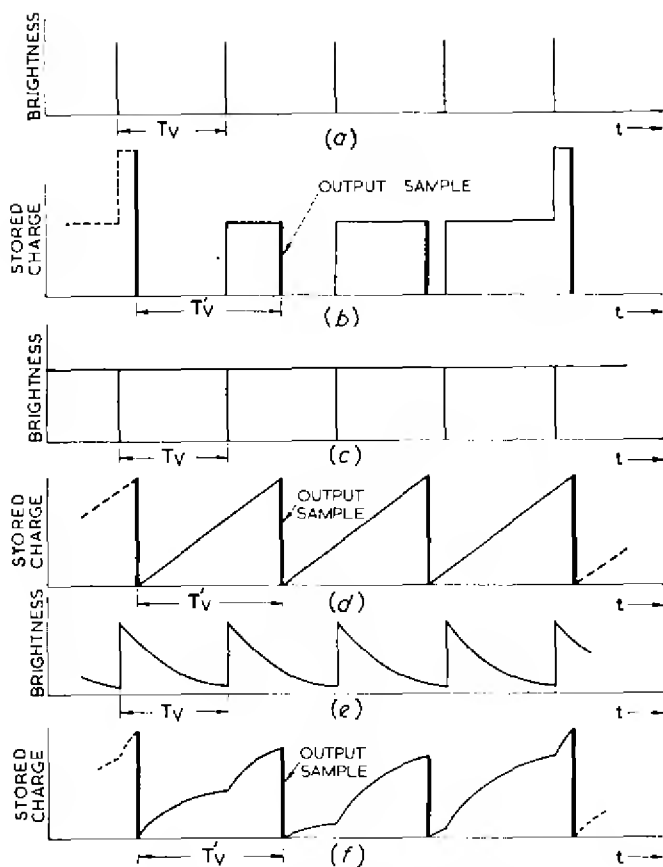 BRIGHTNESS
Tv
(a)
t
STORED
CHARGE
OUTPUT SAMPLE
T'v
(b)
t
BRIGHTNESS
Tv
(c)
t
STORED
CHARGE
OUTPUT
SAMPLE
T'v
(d)
t
BRIGHTNESS
Tv
(e)
t
STORED
CHARGE
OUTPUT
SAMPLE
T'v
(f)
t